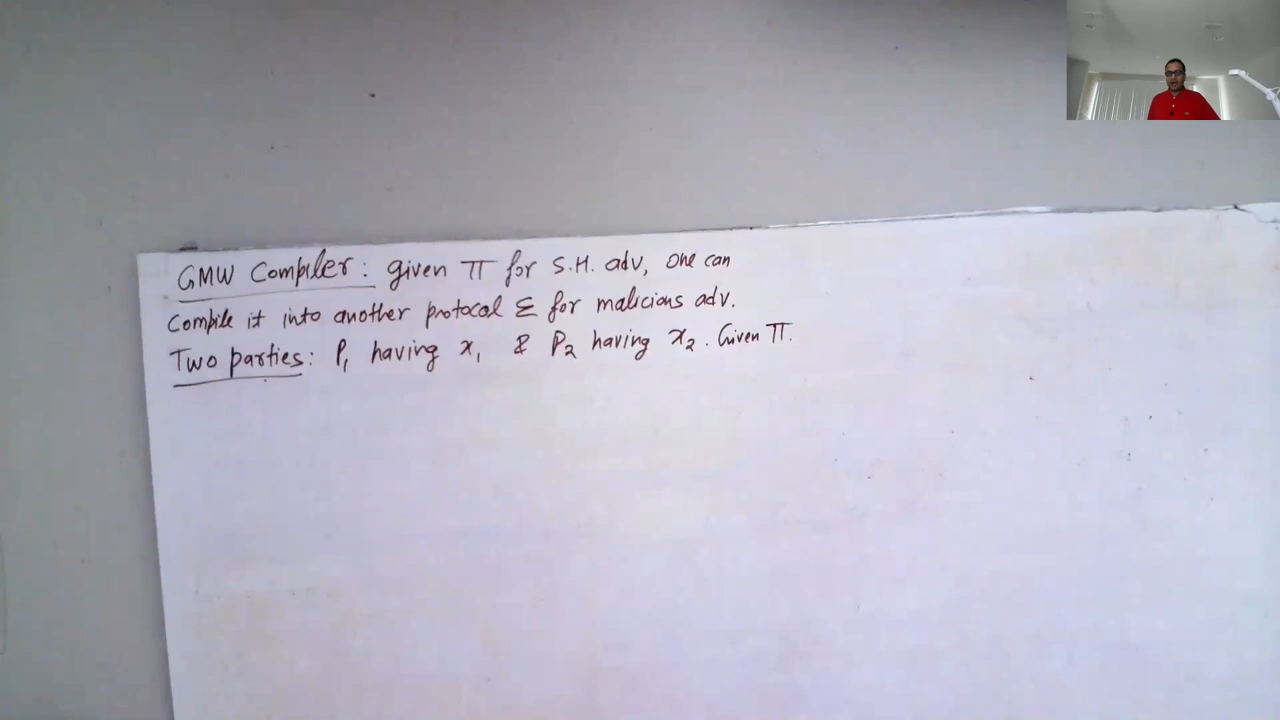 GMW Compiler: given Π for S.H. adv, one can
Compile it into another protocol Σ for malicious adv.
Two parties: P₁ having x₁ & P₂ having x₂. Given Π.